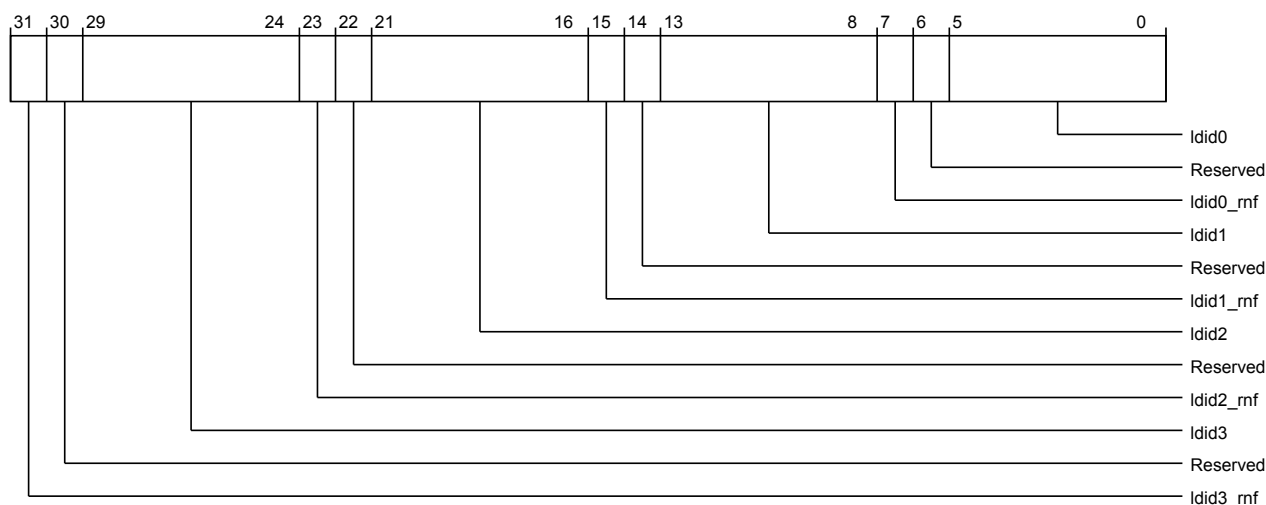 31 30 29 24 23 22 21 16 15 14 13 8 7 6 5 0
ldid0
Reserved
ldid0_rnf
ldid1
Reserved
ldid1_rnf
ldid2
Reserved
ldid2_rnf
ldid3
Reserved
ldid3_rnf